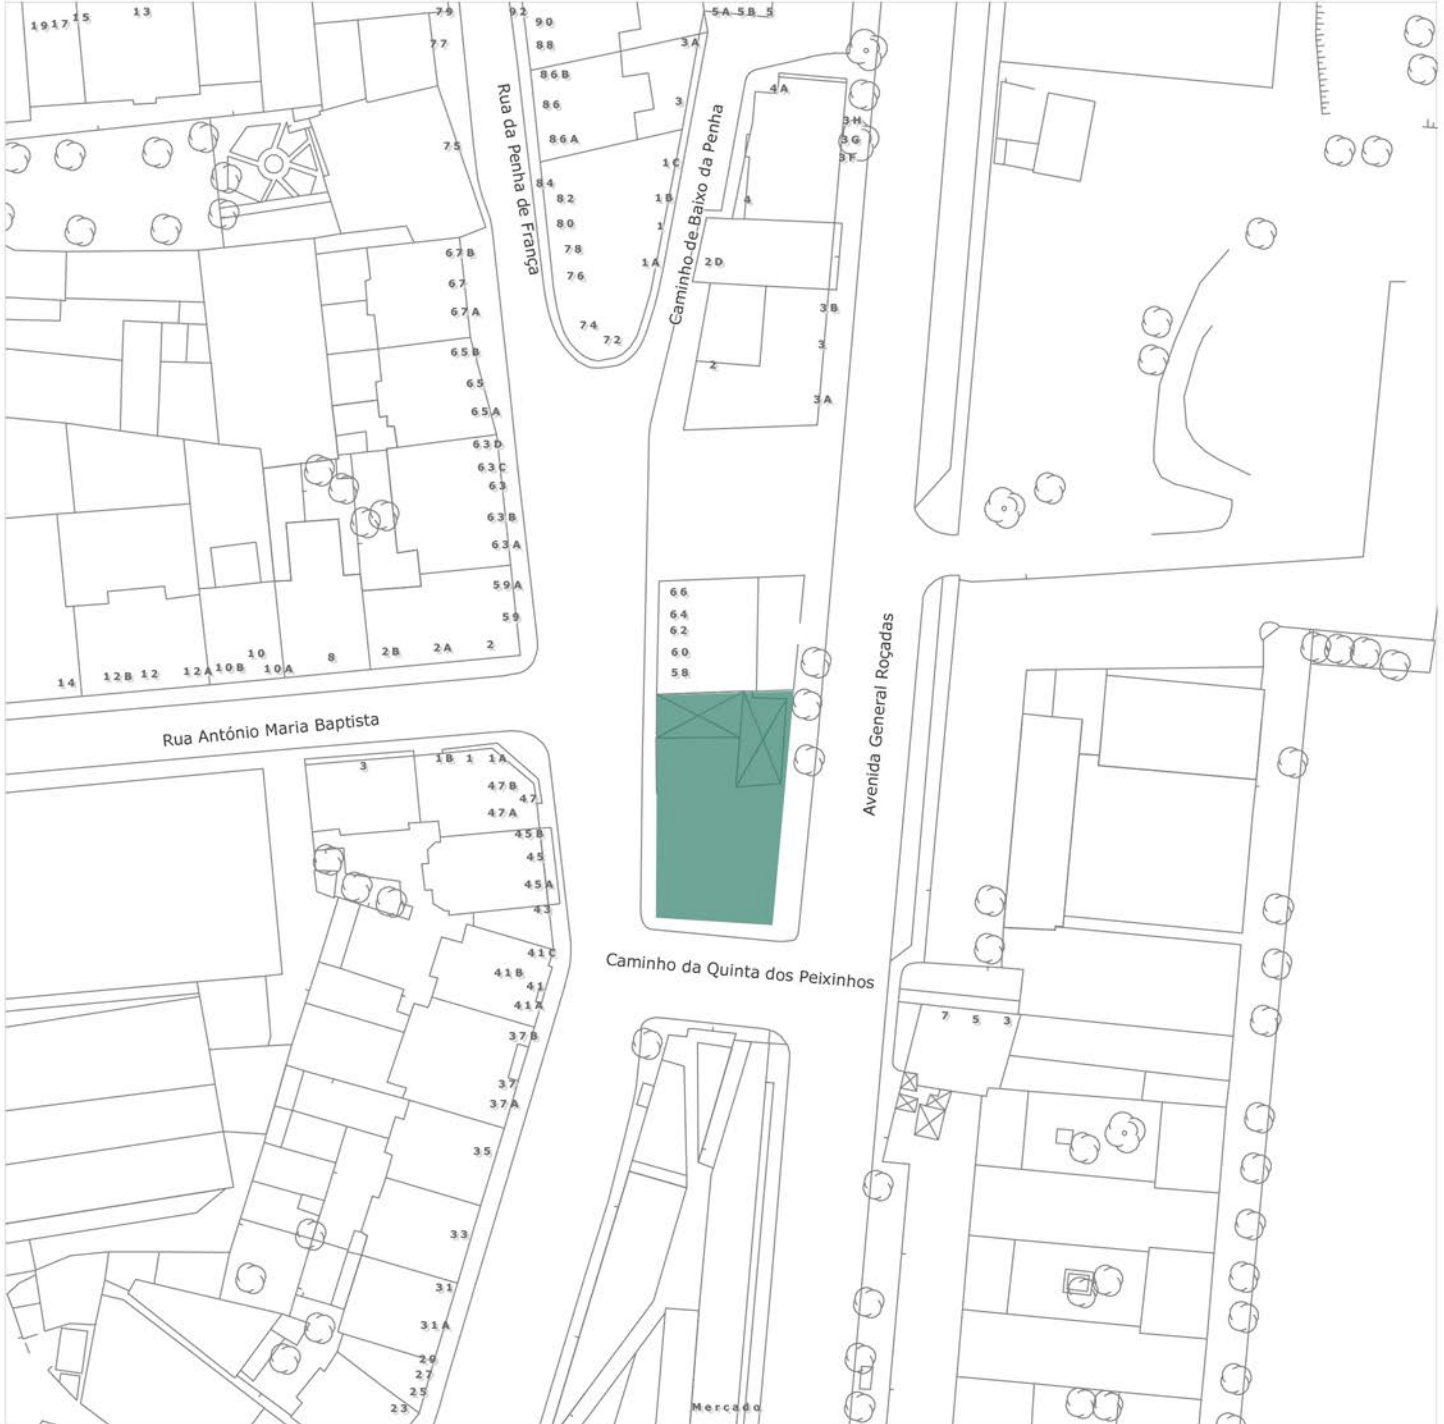 19 17 15
13
79
77
75
92
90
88
86B
86
86A
84
82
80
78
76
74
72
5A 5B 5
3A
3
1C
1B
1
1A
4A
3H
3G
3F
4
2D
3B
3
2
3A
Rua da Penha de França
Caminho de Baixo da Penha
67B
67
67A
65B
65
65A
63D
63C
63
63B
63A
59A
59
2
2A
2B
8
10
10A
10B
12A
12
12B
14
66
64
62
60
58
Rua António Maria Baptista
Avenida General Roçadas
3
1B 1 1A
47B
47
47A
45B
45
45A
43
41C
41B
41
41A
37B
37
37A
35
33
31
31A
29
27
25
23
Caminho da Quinta dos Peixinhos
7 5 3
Mercado